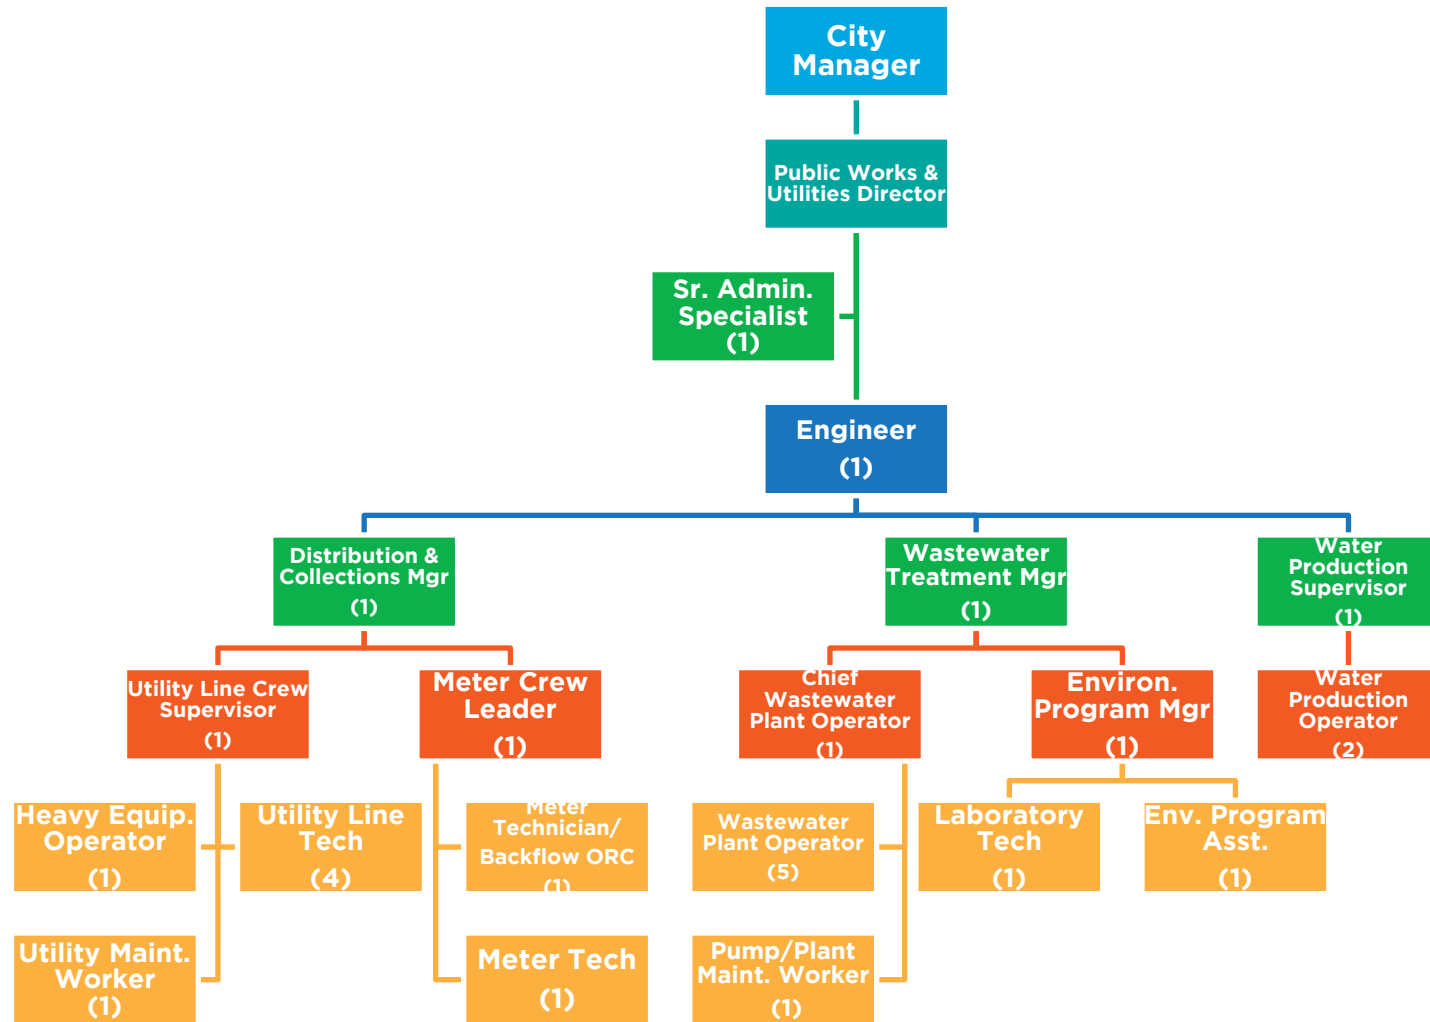 City
Manager
Public Works &
Utilities Director
Sr. Admin.
Specialist
(1)
Engineer
(1)
Distribution &
Collections Mgr
(1)
Wastewater
Treatment Mgr
(1)
Water
Production
Supervisor
(1)
Utility Line Crew
Supervisor
(1)
Meter Crew
Leader
(1)
Chief
Wastewater
Plant Operator
(1)
Environ.
Program Mgr
(1)
Water
Production
Operator
(2)
Heavy Equip.
Operator
(1)
Utility Line
Tech
(4)
Meter
Technician/
Backflow ORC
(1)
Wastewater
Plant Operator
(5)
Laboratory
Tech
(1)
Env. Program
Asst.
(1)
Utility Maint.
Worker
(1)
Meter Tech
(1)
Pump/Plant
Maint. Worker
(1)